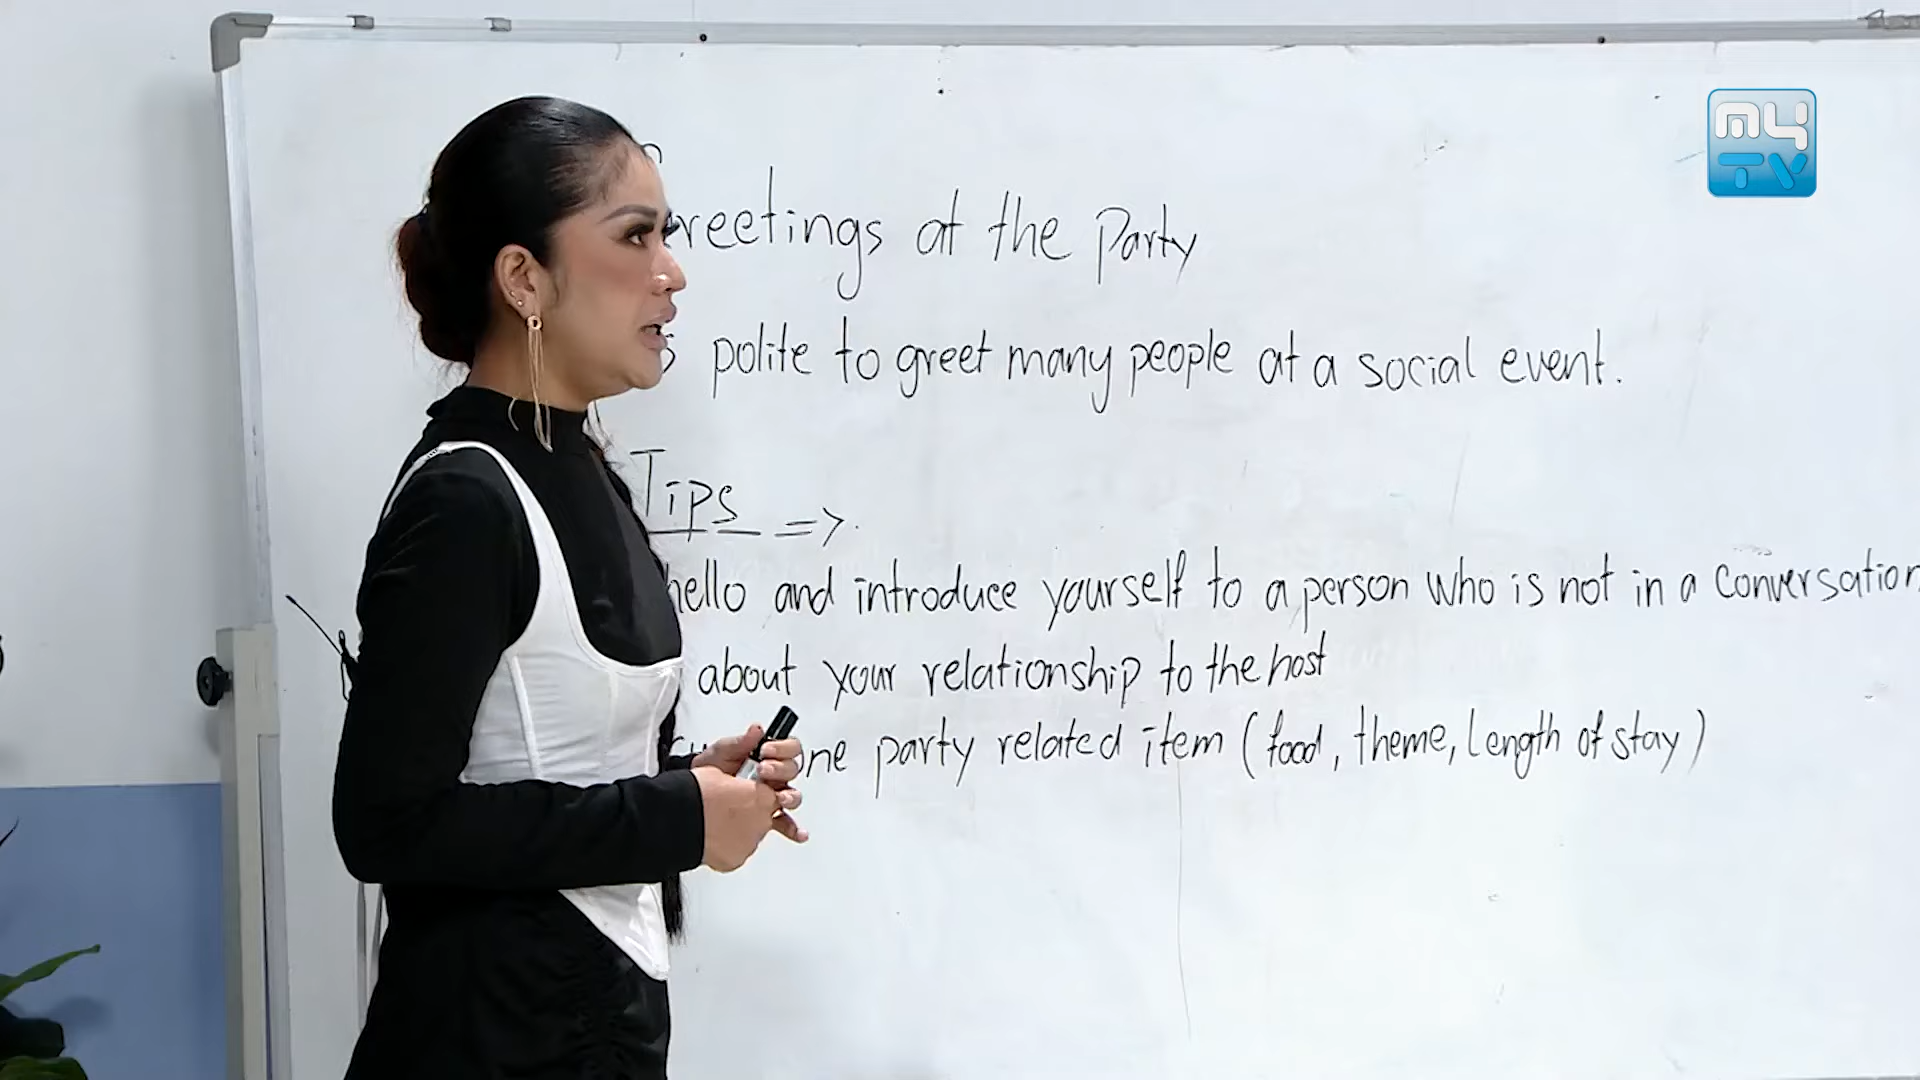 MYTV
reetings at the Party
s polite to greet many people at a social event.
Tips =>
hello and introduce yourself to a person who is not in a conversation
about your relationship to the host
one party related item (food, theme, length of stay)